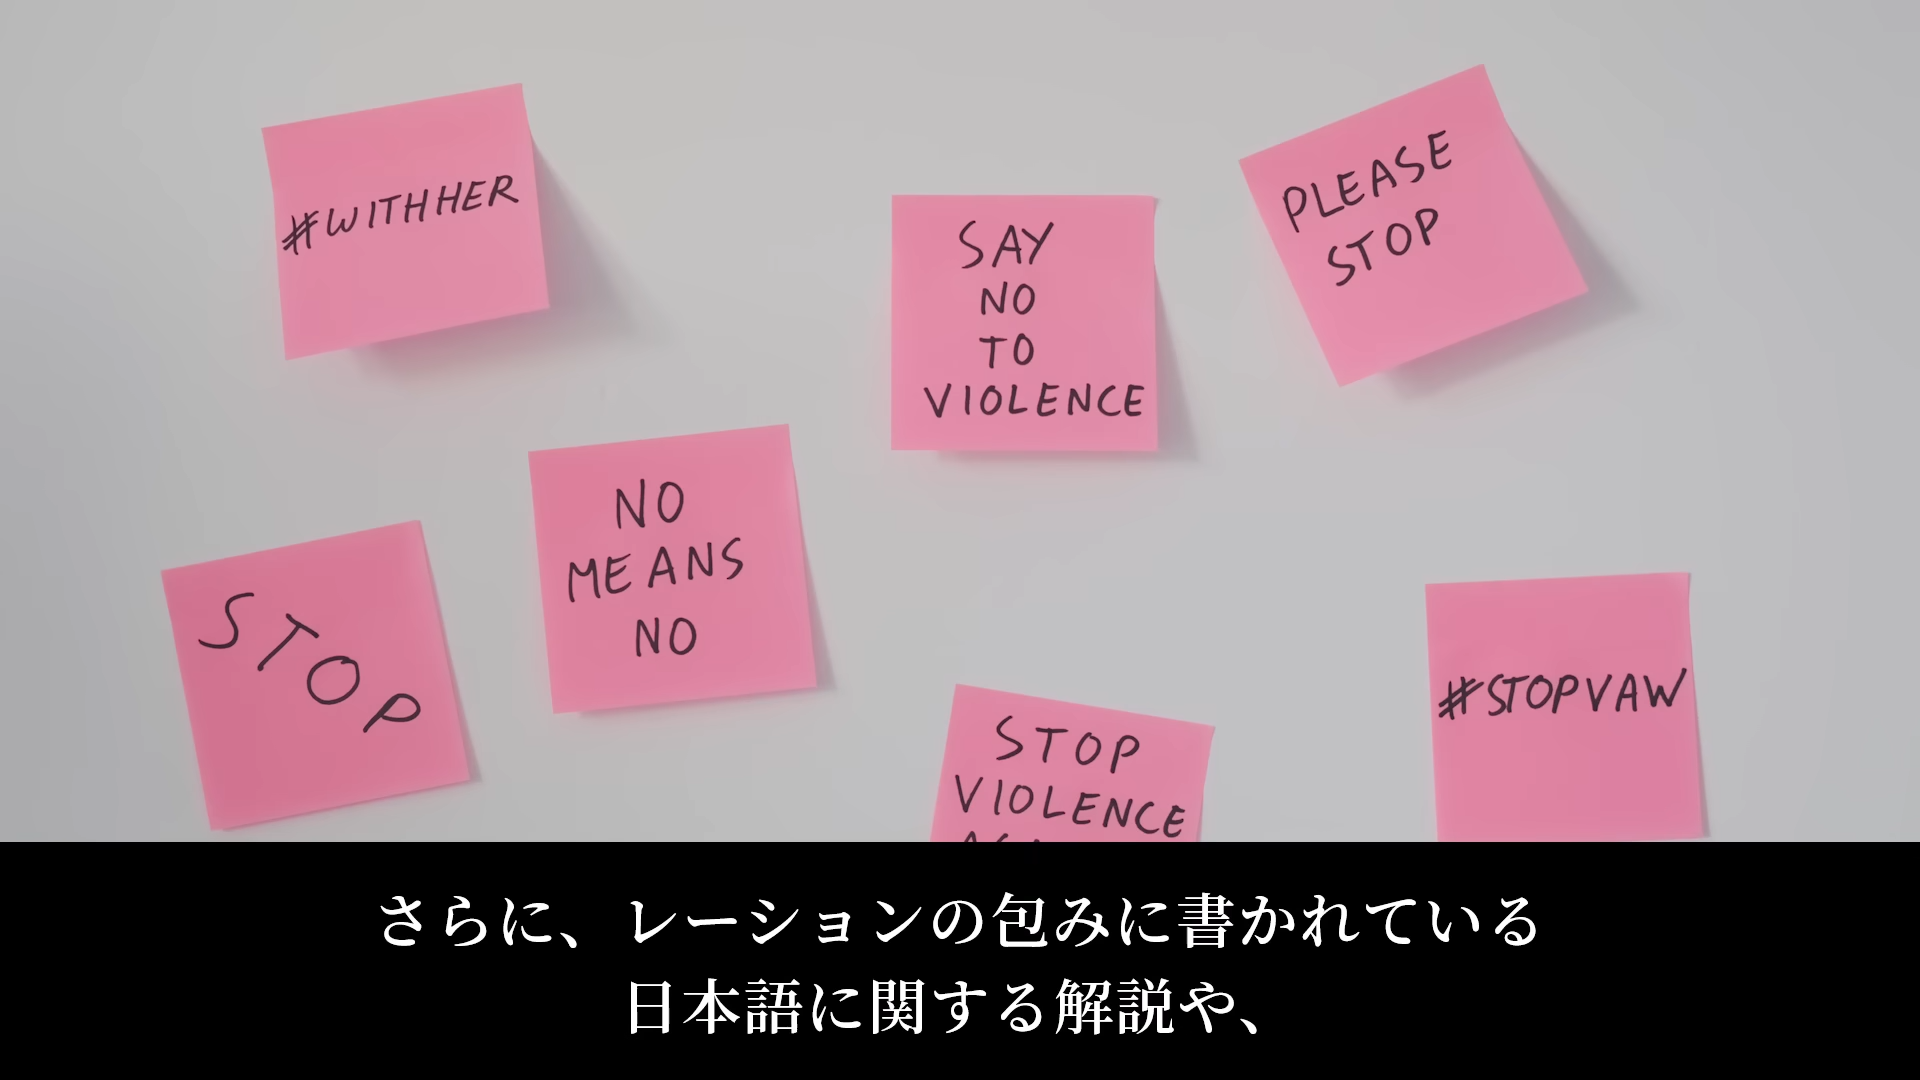 #WITHHER
SAY
NO
TO
VIOLENCE
PLEASE
STOP
NO
MEANS
NO
STOP
STOP
VIOLENCE
#STOPVAW
さらに、レーションの包みに書かれている
日本語に関する解説や、